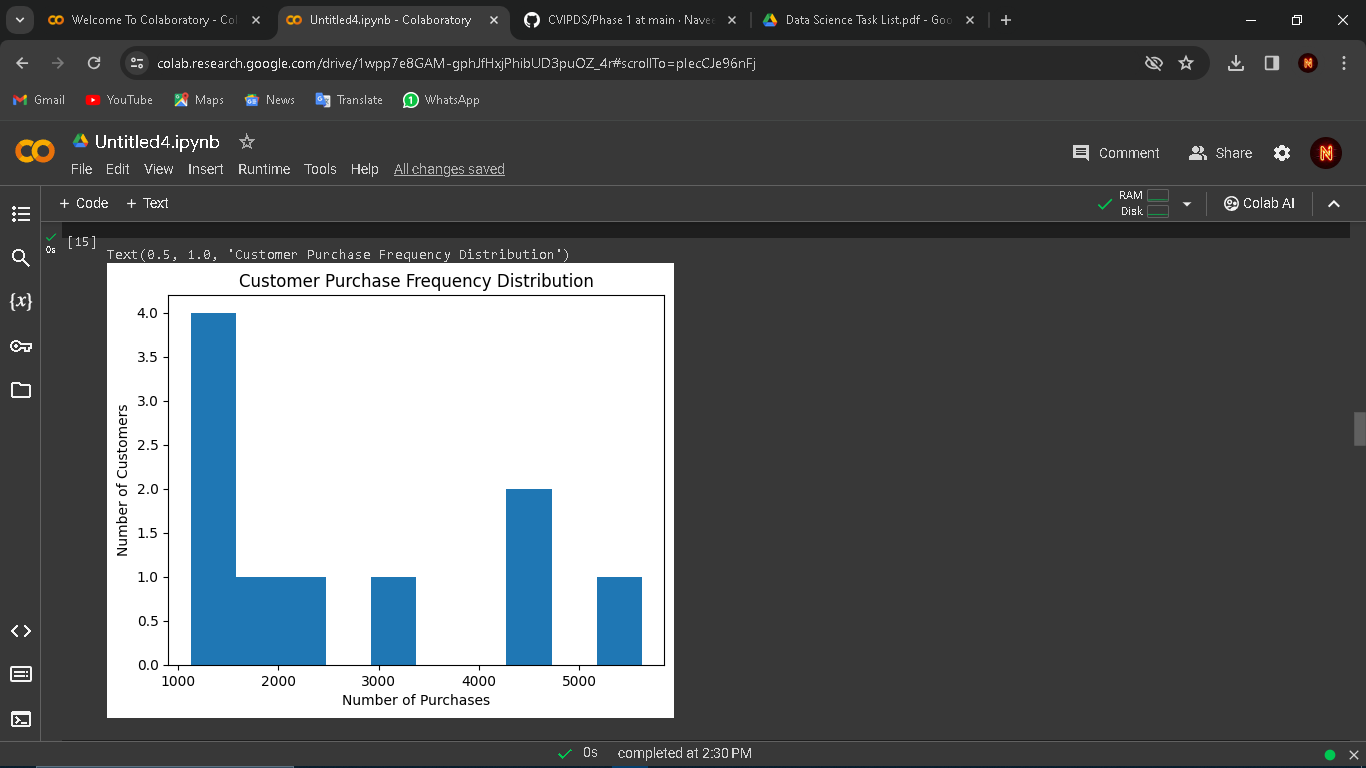 Welcome To Colaboratory - Col
Untitled4.ipynb - Colaboratory
CVIPDS/Phase 1 at main · Navee
Data Science Task List.pdf - Goo
colab.research.google.com/drive/1wpp7e8GAM-gphJfHxjPhibUD3puOZ_4r#scrollTo=pIecCJe96nFj
Gmail
YouTube
Maps
News
Translate
WhatsApp
Untitled4.ipynb
File Edit View Insert Runtime Tools Help All changes saved
Comment
Share
N
+ Code + Text
RAM
Disk
Colab AI
[15]
0s
Text(0.5, 1.0, 'Customer Purchase Frequency Distribution')
Customer Purchase Frequency Distribution
4.0
3.5
3.0
2.5
2.0
1.5
1.0
0.5
0.0
Number of Customers
1000 2000 3000 4000 5000
Number of Purchases
{x}
0s completed at 2:30 PM